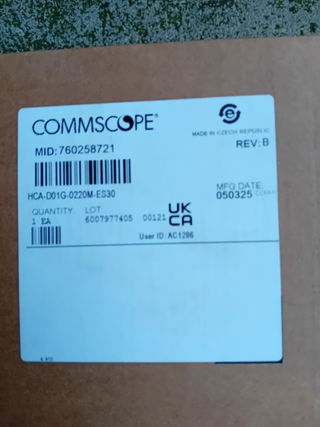 COMMSCOPE®
MADE IN CZECH REPUBLIC
MID:760258721
REV:B
HCA-D01G-0220M-ES30
MFG DATE:
050325
QUANTITY LOT
1 EA 6007977405 00121
UK
CA
User ID: AC1286